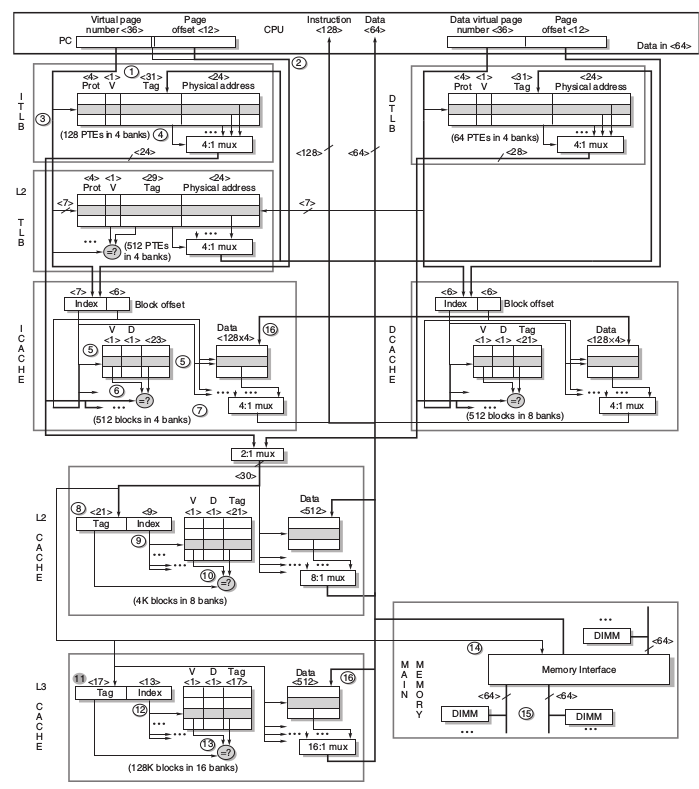 Virtual page
number <36>
Page
offset <12>
CPU
Instruction
<128>
Data
<64>
Data virtual page
number <36>
Page
offset <12>
PC
Data in <64>
1
2
I
T
L
B
<4> <1> <31> <24>
Prot V Tag Physical address
3
(128 PTEs in 4 banks)
4
...
4:1 mux
<24>
D
T
L
B
<4> <1> <31> <24>
Prot V Tag Physical address
(64 PTEs in 4 banks)
...
4:1 mux
<28>
<128>
<64>
L2
T
L
B
<4> <1> <29> <24>
Prot V Tag Physical address
<7>
<7>
...
=?
(512 PTEs
in 4 banks)
...
4:1 mux
I
C
A
C
H
E
<7> <6>
Index Block offset
V D
<1> <1> <23>
5
5
Data
<128x4>
16
6
=?
...
7
...
4:1 mux
(512 blocks in 4 banks)
D
C
A
C
H
E
<6> <6>
Index Block offset
V D Tag
<1> <1> <21>
Data
<128×4>
=?
...
...
4:1 mux
(512 blocks in 8 banks)
2:1 mux
<30>
L2
C
A
C
H
E
8
<21> <9>
Tag Index
V D Tag
<1> <1> <21>
Data
<512>
9
...
...
10
=?
...
...
8:1 mux
(4K blocks in 8 banks)
L3
C
A
C
H
E
11
<17> <13>
Tag Index
V D Tag
<1> <1> <17>
Data
<512>
16
12
...
...
13
=?
...
...
16:1 mux
(128K blocks in 16 banks)
M
A
I
N
M
E
M
O
R
Y
14
...
DIMM
<64>
Memory Interface
<64>
<64>
DIMM
15
DIMM
...
...